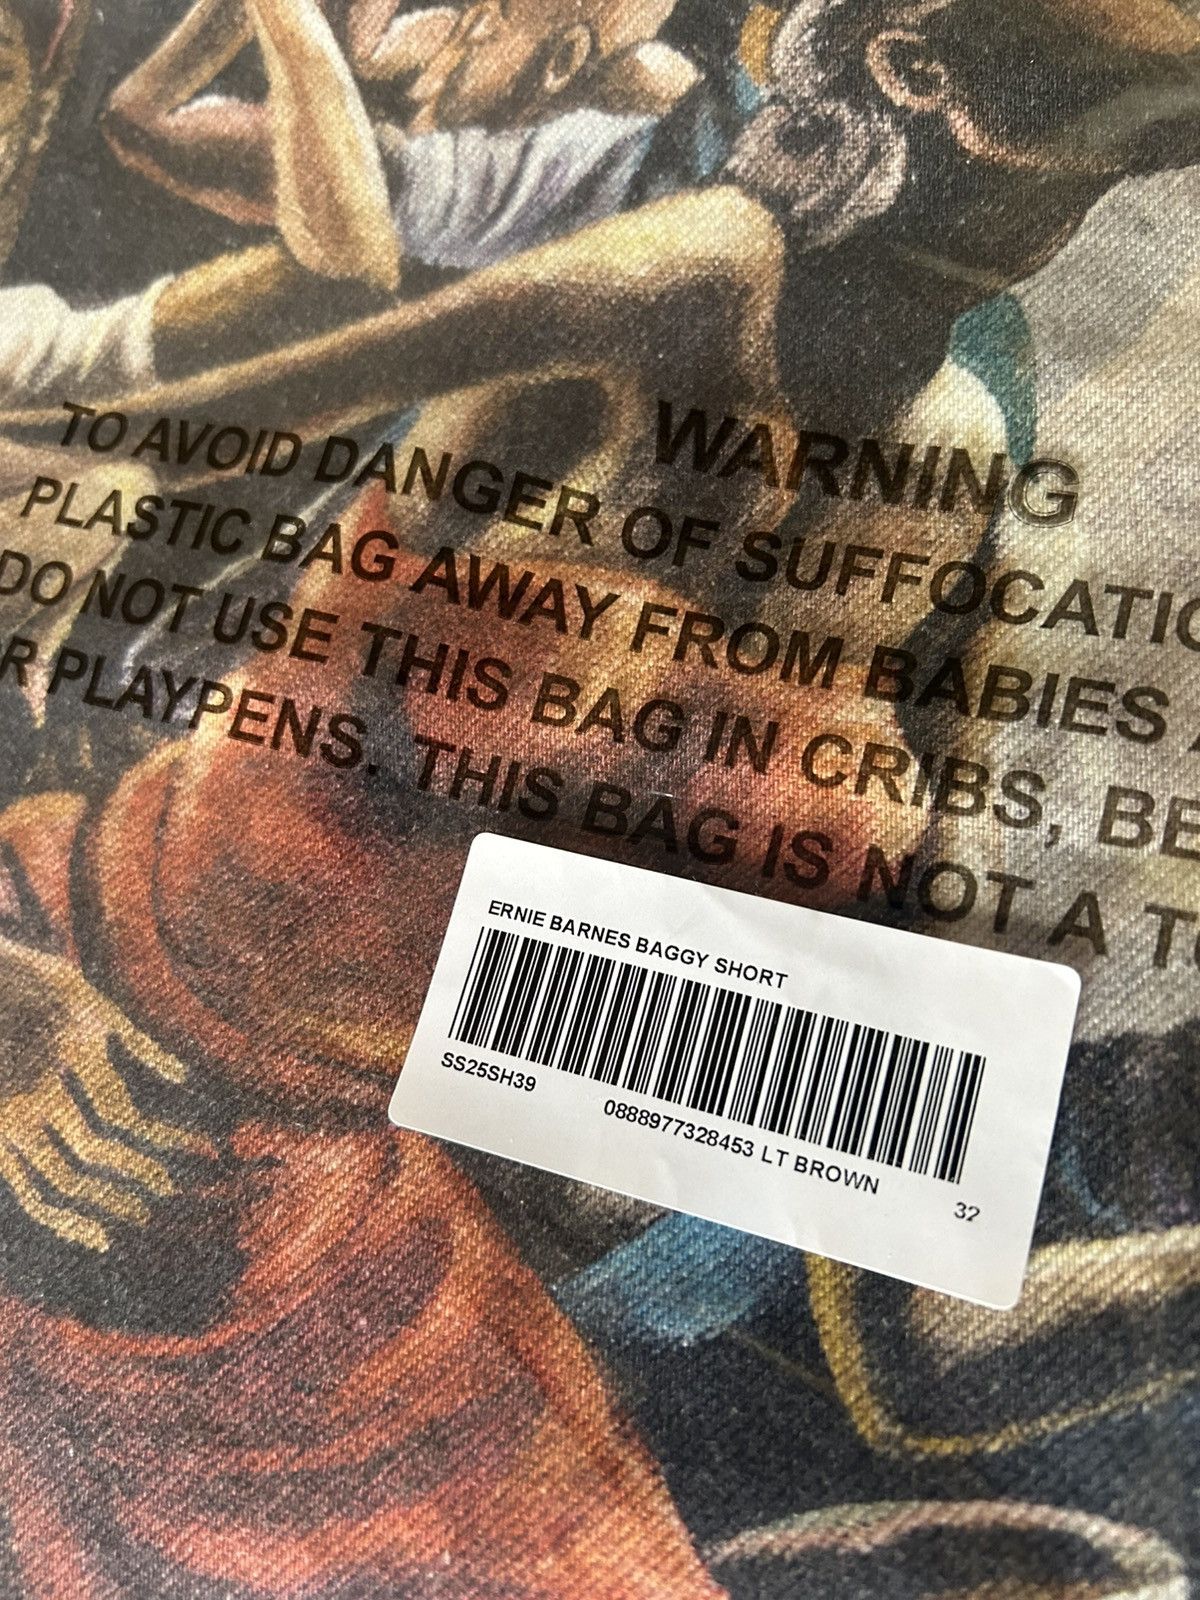 WARNING
TO AVOID DANGER OF SUFFOCATIO
PLASTIC BAG AWAY FROM BABIES A
DO NOT USE THIS BAG IN CRIBS, BE
R PLAYPENS. THIS BAG IS NOT A TO
ERNIE BARNES BAGGY SHORT
SS25SH39
0888977328453 LT BROWN
32